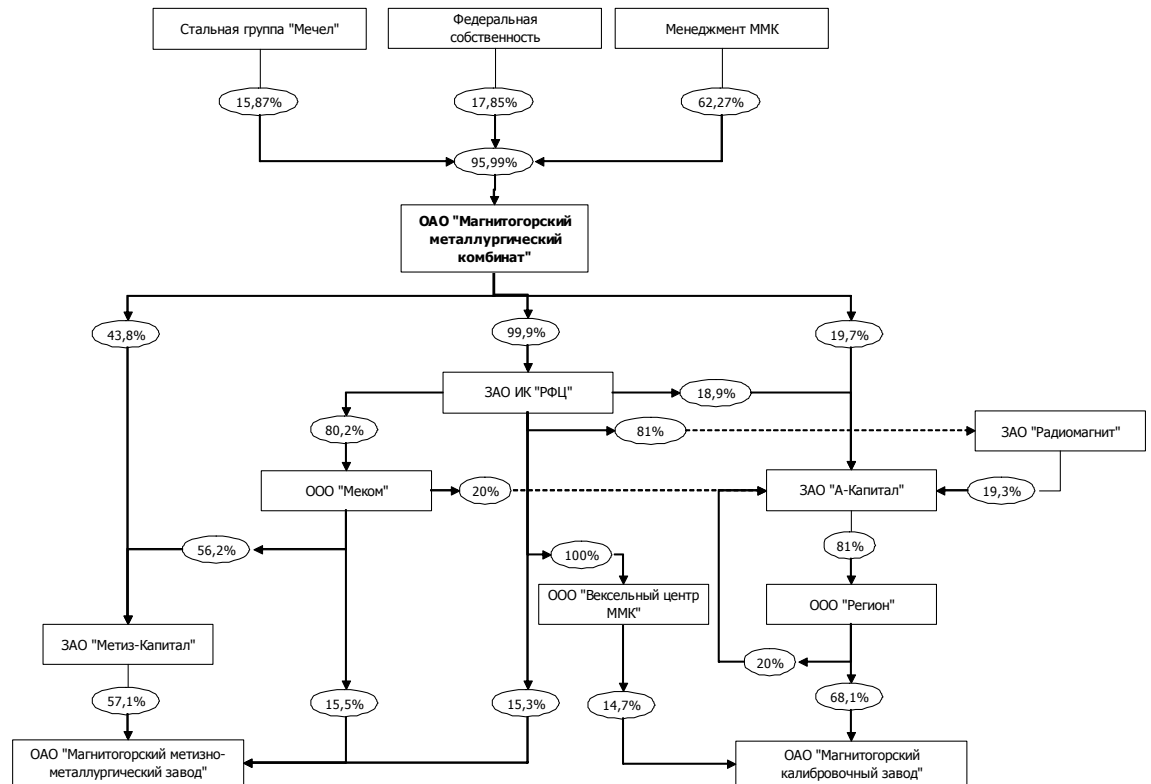 Стальная группа "Мечел"
Федеральная
собственность
Менеджмент ММК
15,87%
17,85%
62,27%
95,99%
ОАО "Магнитогорский
металлургический
комбинат"
43,8%
99,9%
19,7%
ЗАО ИК "РФЦ"
18,9%
80,2%
81%
ЗАО "Радиомагнит"
ООО "Меком"
20%
ЗАО "А-Капитал"
19,3%
56,2%
100%
81%
ООО "Вексельный центр
ММК"
ООО "Регион"
ЗАО "Метиз-Капитал"
20%
57,1%
15,5%
15,3%
14,7%
68,1%
ОАО "Магнитогорский метизно-
металлургический завод"
ОАО "Магнитогорский
калибровочный завод"